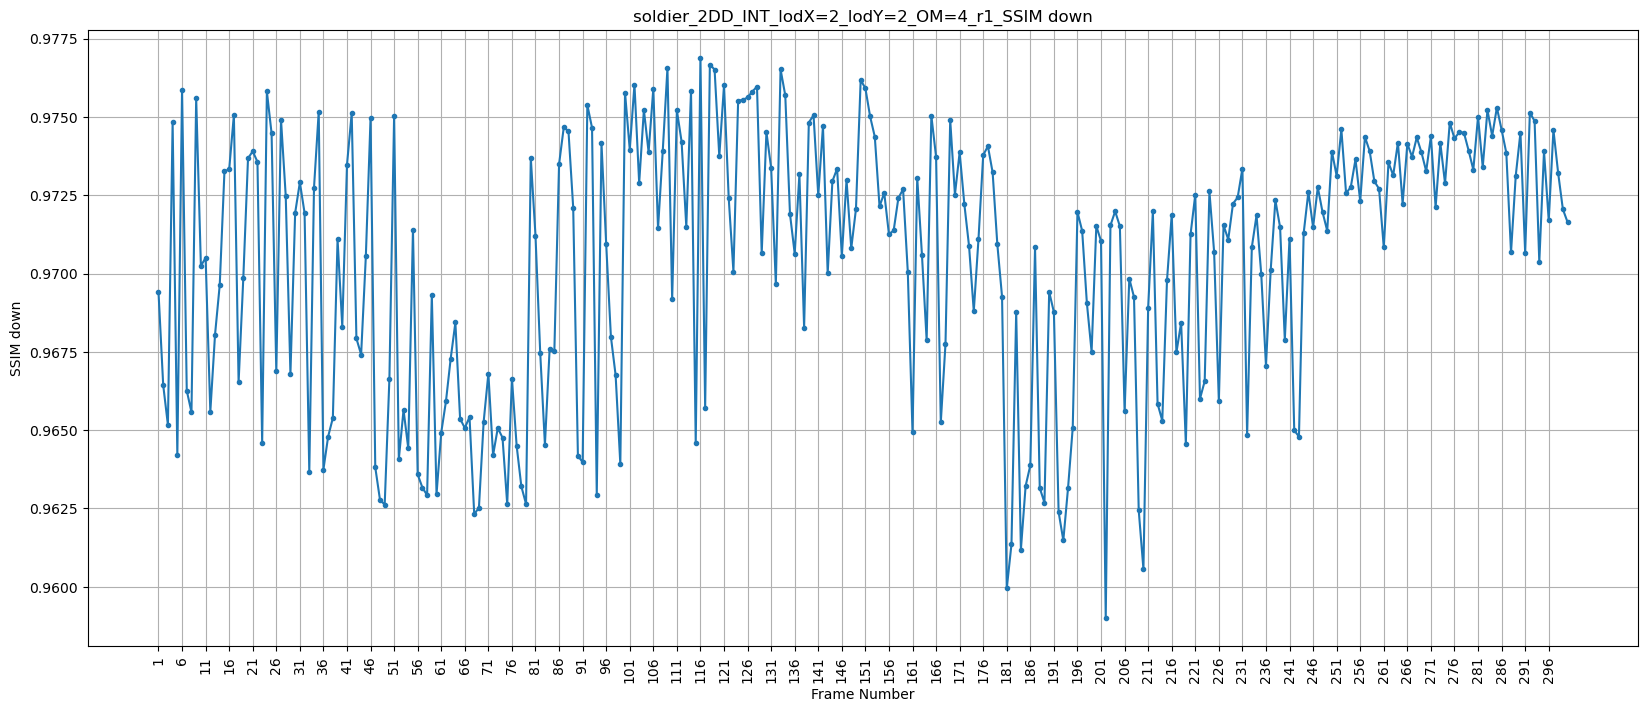 soldier_2DD_INT_lodX=2_lodY=2_OM=4_r1_SSIM down
SSIM down
0.9775
0.9750
0.9725
0.9700
0.9675
0.9650
0.9625
0.9600
1 6 11 16 21 26 31 36 41 46 51 56 61 66 71 76 81 86 91 96 101 106 111 116 121 126 131 136 141 146 151 156 161 166 171 176 181 186 191 196 201 206 211 216 221 226 231 236 241 246 251 256 261 266 271 276 281 286 291 296
Frame Number